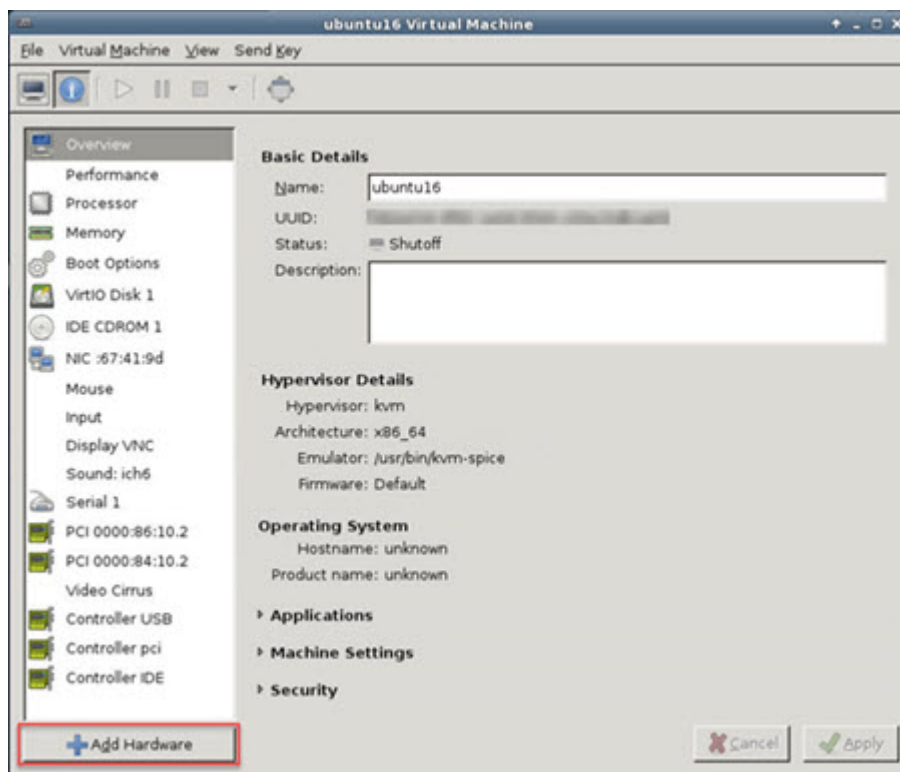 ubuntu16 Virtual Machine
File Virtual Machine View Send Key
Overview
Performance
Processor
Memory
Boot Options
VirtIO Disk 1
IDE CDROM 1
NIC :67:41:9d
Mouse
Input
Display VNC
Sound: ich6
Serial 1
PCI 0000:86:10.2
PCI 0000:84:10.2
Video Cirrus
Controller USB
Controller pci
Controller IDE
Add Hardware
Basic Details
Name: ubuntu16
UUID:
Status: Shutoff
Description:
Hypervisor Details
Hypervisor: kvm
Architecture: x86_64
Emulator: /usr/bin/kvm-spice
Firmware: Default
Operating System
Hostname: unknown
Product name: unknown
Applications
Machine Settings
Security
Cancel Apply